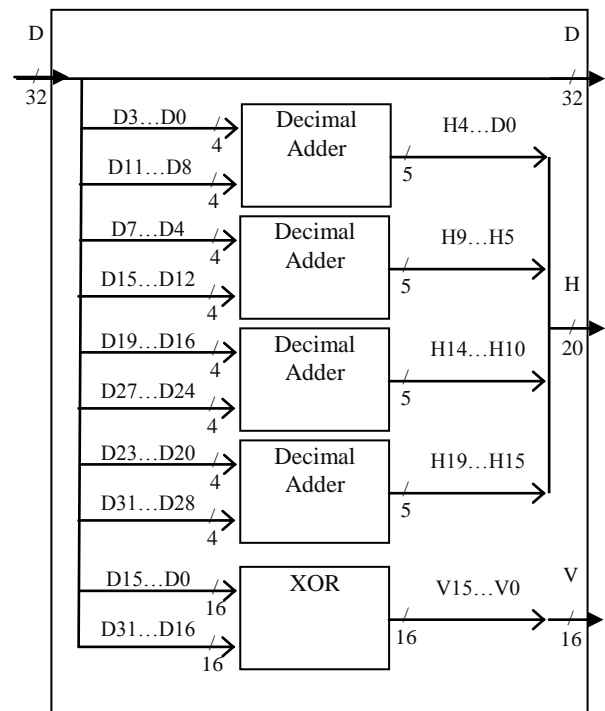 D D
32 32
D3…D0 4 Decimal Adder H4…D0 5
D11…D8 4
D7…D4 4 Decimal Adder H9…H5 5
D15…D12 4
H
20
D19…D16 4 Decimal Adder H14…H10 5
D27…D24 4
D23…D20 4 Decimal Adder H19…H15 5
D31…D28 4
D15…D0 16 XOR V15…V0 16 V 16
D31…D16 16